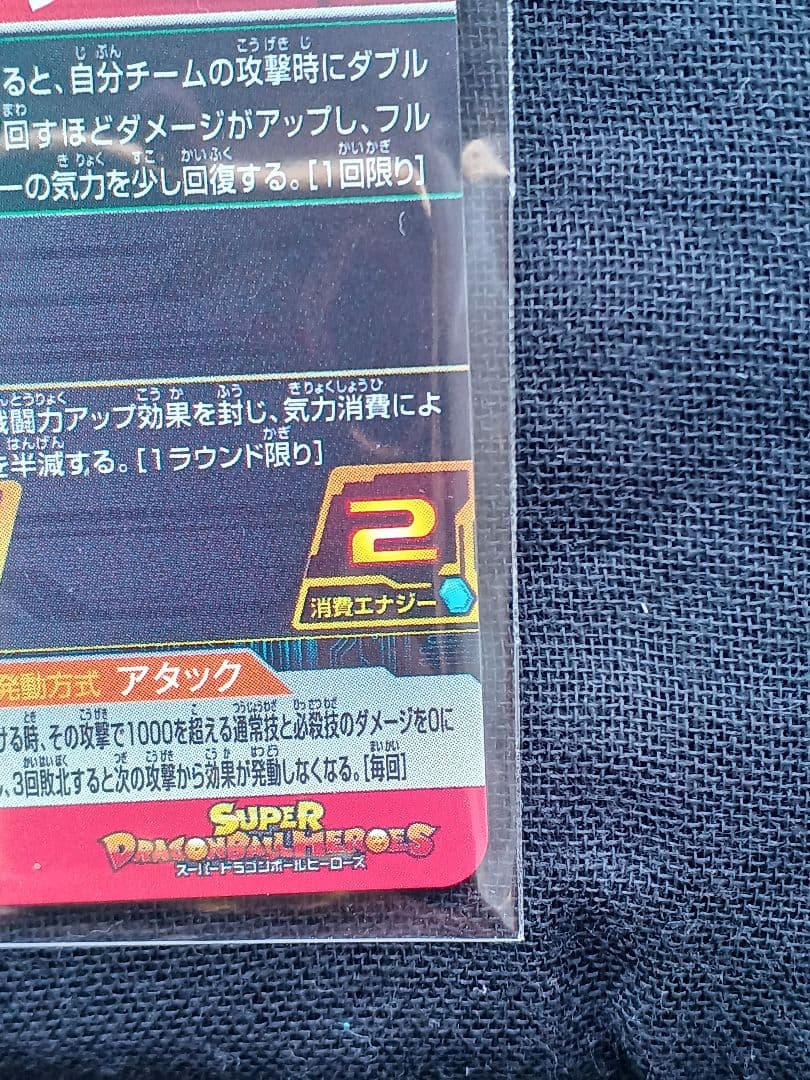 ると、自分チームの攻撃時にダブル
回すほどダメージがアップし、フル
ーの気力を少し回復する。[1回限り]
戦闘力アップ効果を封じ、気力消費によ
を半減する。[1ラウンド限り]
2
消費エナジー
発動方式 アタック
ける時、その攻撃で1000を超える通常技と必殺技のダメージを0に
、3回敗北すると次の攻撃から効果が発動しなくなる。[毎回]
SUPER
DRAGONBALL HEROES
スーパードラゴンボールヒーローズ